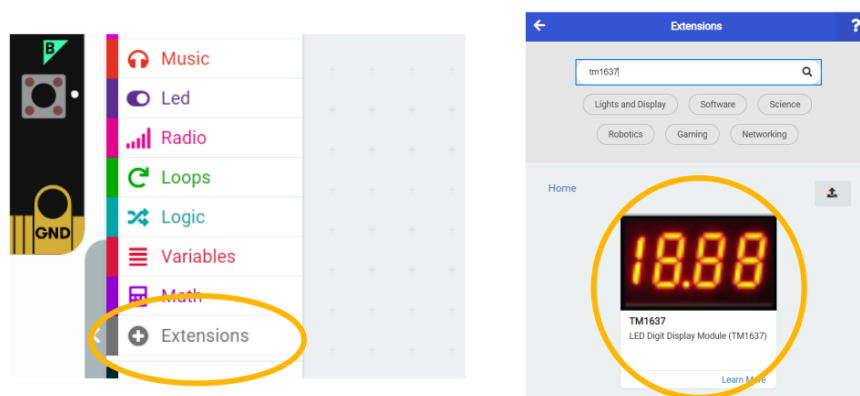 B
Music
Led
Radio
Loops
Logic
Variables
Math
Extensions
GND
Extensions
?
tm1637
Lights and Display
Software
Science
Robotics
Gaming
Networking
Home
18.88
TM1637
LED Digit Display Module (TM1637)
Learn More